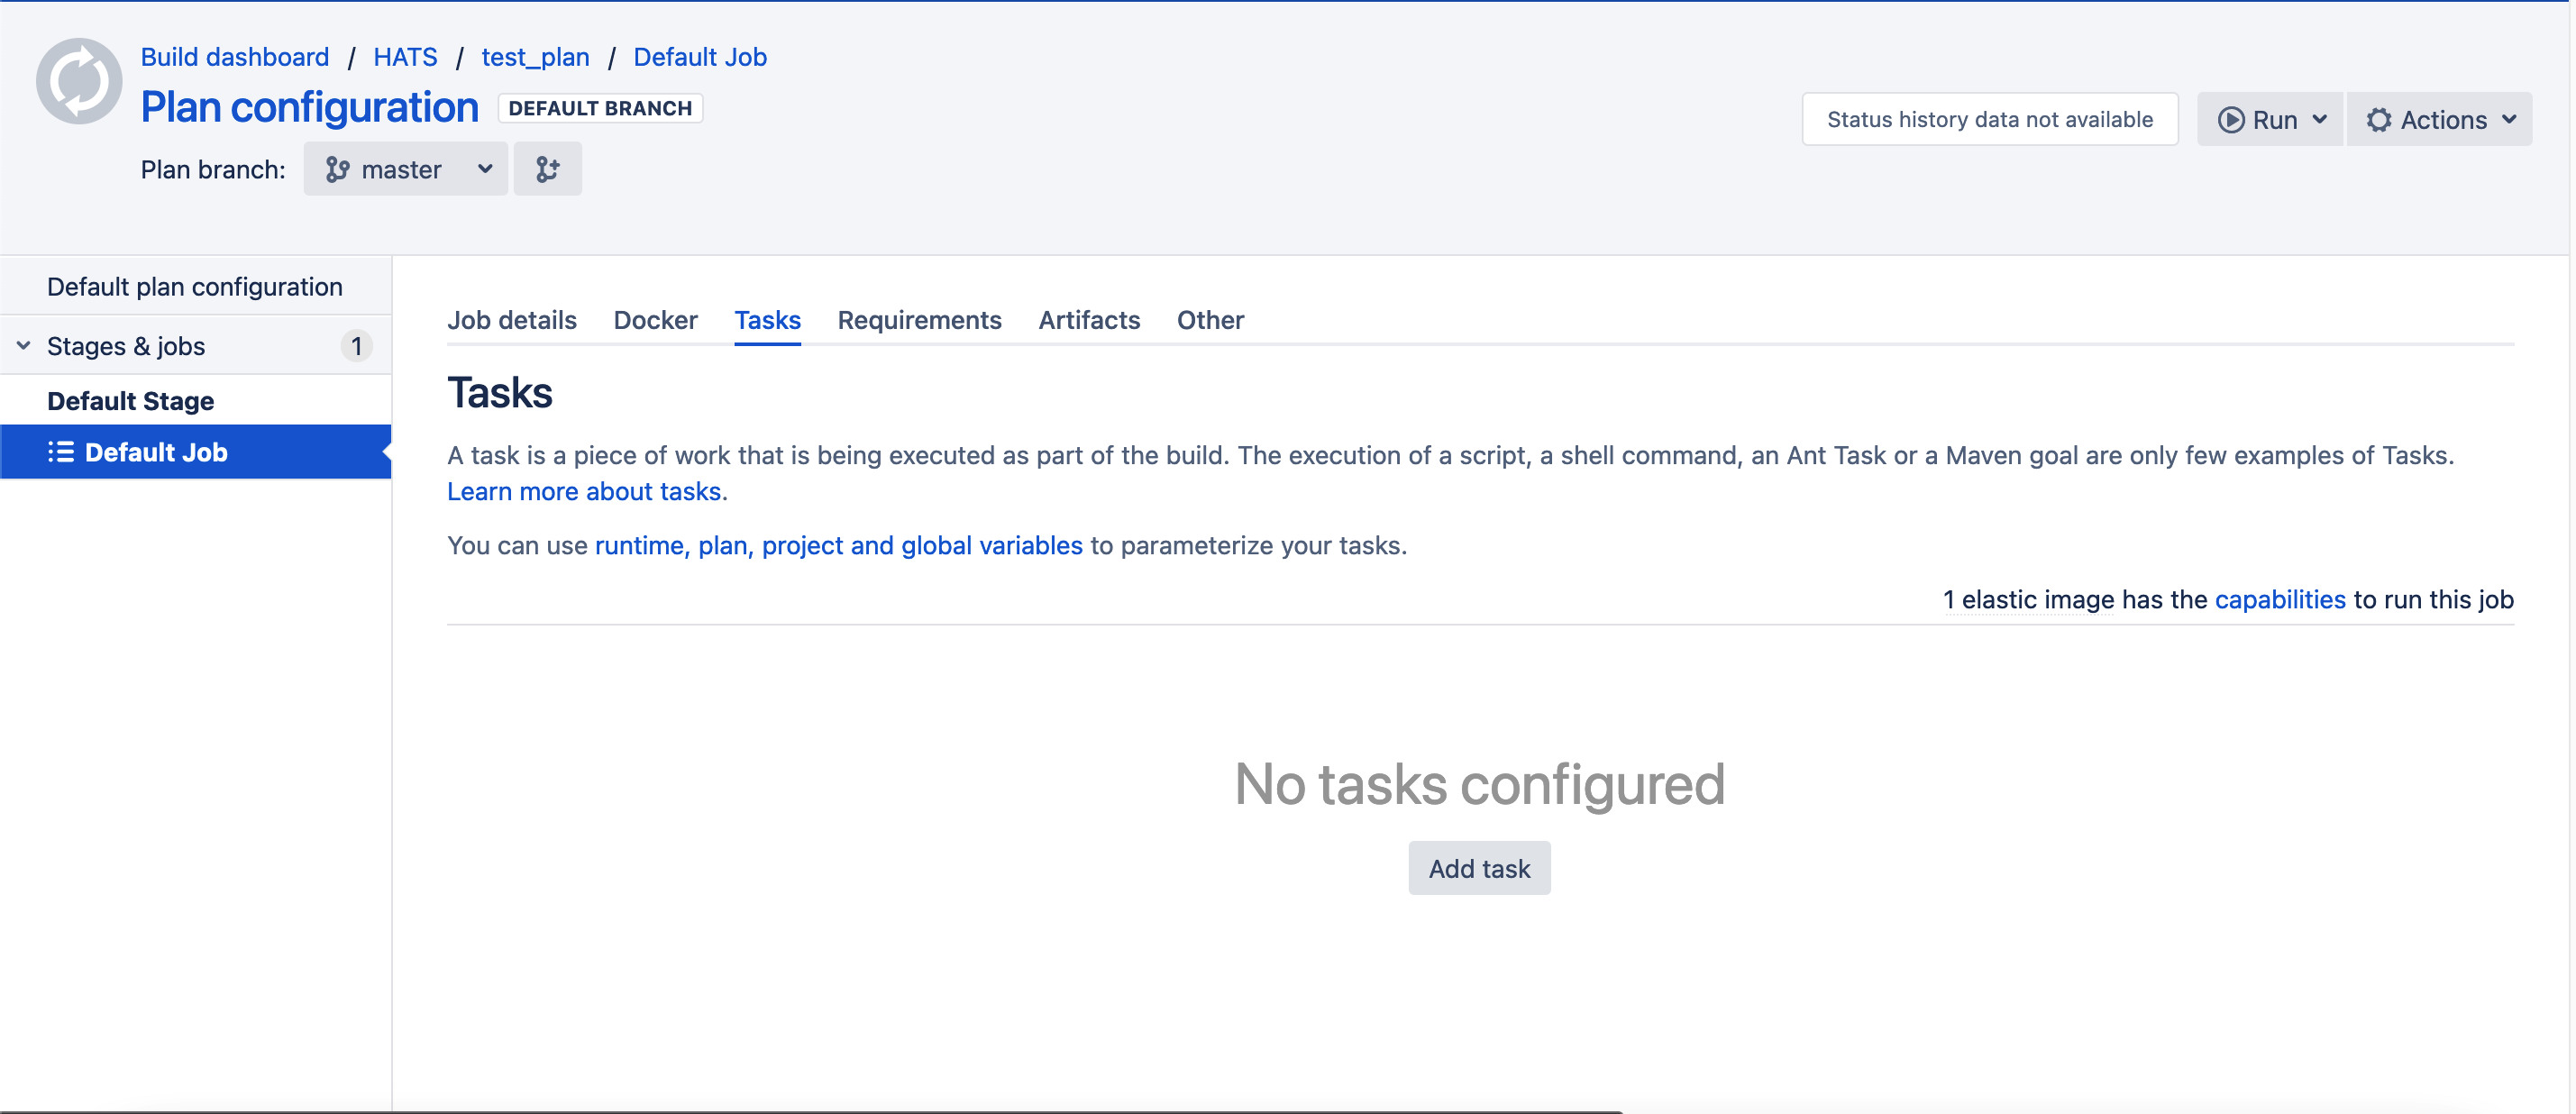 Build dashboard / HATS / test_plan / Default Job
Plan configuration DEFAULT BRANCH
Status history data not available Run Actions
Plan branch: master
Default plan configuration
Stages & jobs 1
Default Stage
Default Job
Job details Docker Tasks Requirements Artifacts Other
Tasks
A task is a piece of work that is being executed as part of the build. The execution of a script, a shell command, an Ant Task or a Maven goal are only few examples of Tasks.
Learn more about tasks.
You can use runtime, plan, project and global variables to parameterize your tasks.
1 elastic image has the capabilities to run this job
No tasks configured
Add task